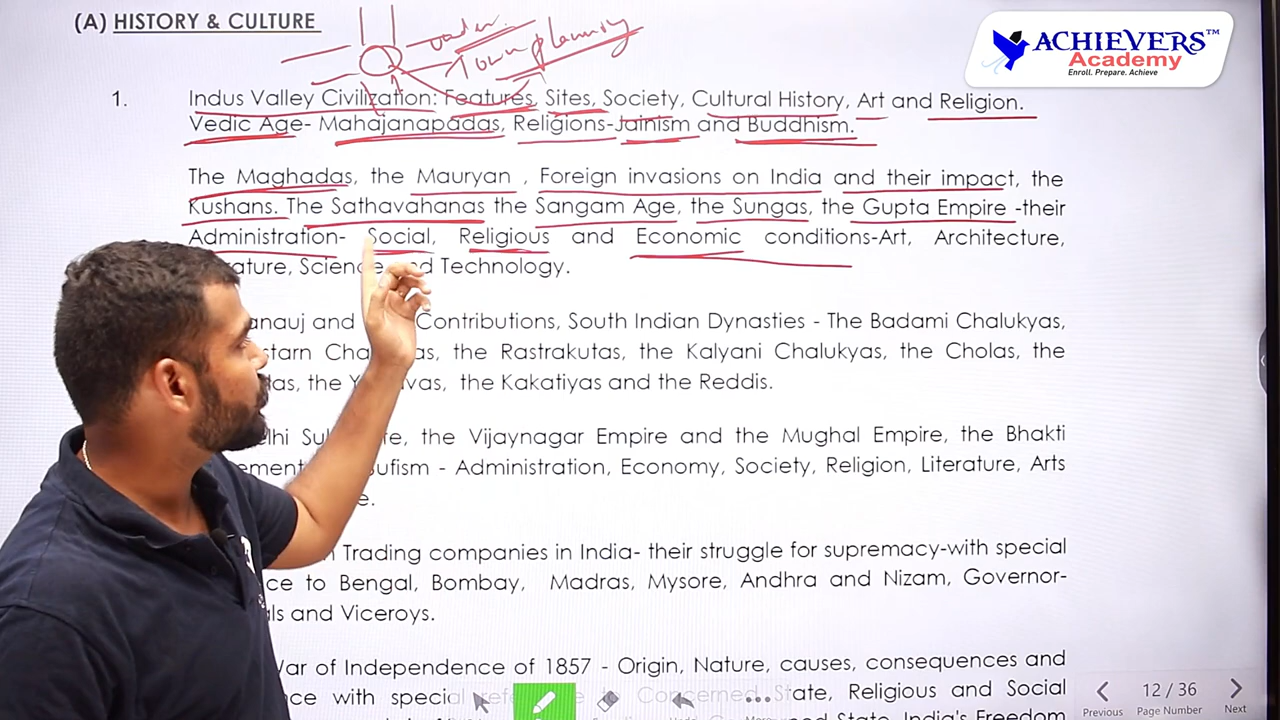 (A) HISTORY & CULTURE
Town planning
ACHIEVERS™
Academy
Enroll. Prepare. Achieve
1.
Indus Valley Civilization: Features, Sites, Society, Cultural History, Art and Religion.
Vedic Age- Mahajanapadas, Religions-Jainism and Buddhism.
The Maghadas, the Mauryan , Foreign invasions on India and their impact, the
Kushans. The Sathavahanas the Sangam Age, the Sungas, the Gupta Empire -their
Administration- Social, Religious and Economic conditions-Art, Architecture,
Science and Technology.
and Contributions, South Indian Dynasties - The Badami Chalukyas,
the Rastrakutas, the Kalyani Chalukyas, the Cholas, the
the the Kakatiyas and the Reddis.
the Vijaynagar Empire and the Mughal Empire, the Bhakti
Sufism - Administration, Economy, Society, Religion, Literature, Arts
Trading companies in India- their struggle for supremacy-with special
to Bengal, Bombay, Madras, Mysore, Andhra and Nizam, Governor-
and Viceroys.
War of Independence of 1857 - Origin, Nature, causes, consequences and
with special Concerned State, Religious and Social
State, India's Freedom
Previous
12 / 36
Page Number
Next